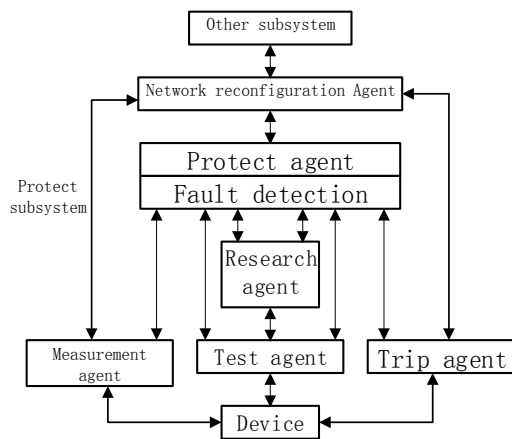 Other subsystem
Network reconfiguration Agent
Protect agent
Fault detection
Protect
subsystem
Research
agent
Measurement
agent
Test agent
Trip agent
Device